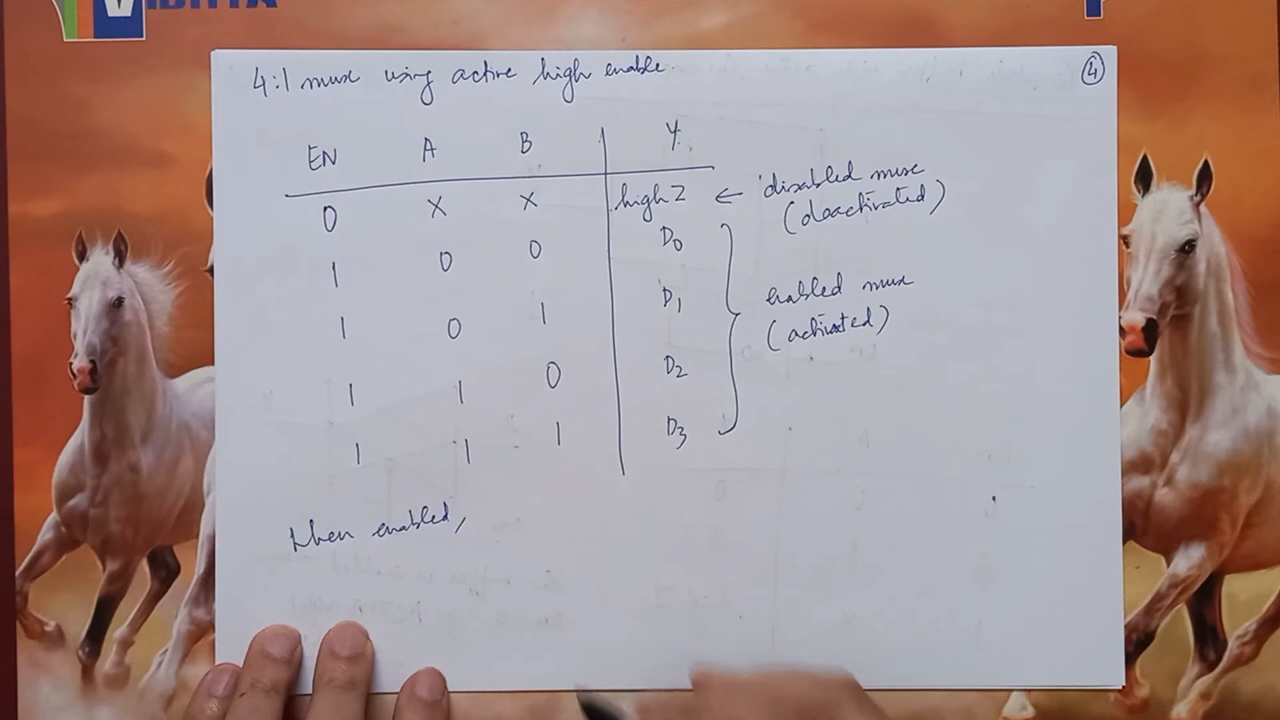 4:1 mux using active high enable.
4
EN A B Y
0 X X high Z ← disabled mux
(deactivated)
1 0 0 D0
1 0 1 D1
enabled mux
(activated)
1 1 0 D2
1 1 1 D3
When enabled,